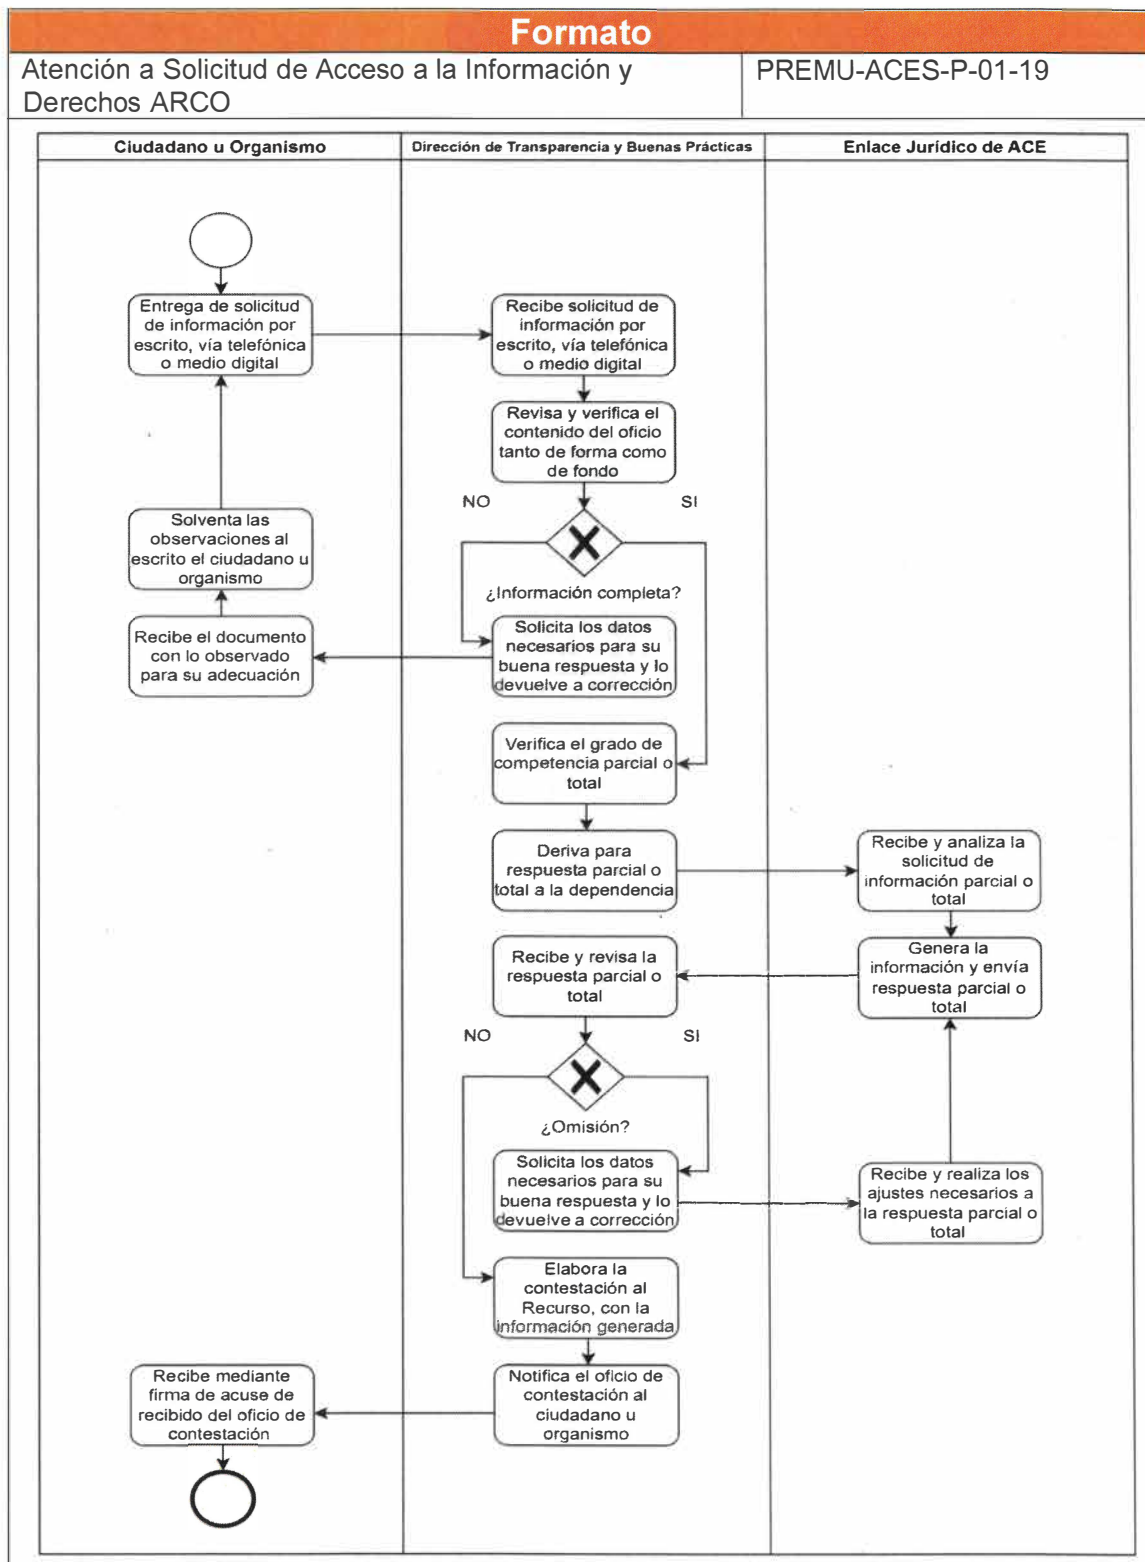 Formato
Atención a Solicitud de Acceso a la Información y
Derechos ARCO
PREMU-ACES-P-01-19
Ciudadano u Organismo
Dirección de Transparencia y Buenas Prácticas
Enlace Jurídico de ACE
Entrega de solicitud
de información por
escrito, vía telefónica
o medio digital
Recibe solicitud de
información por
escrito, vía telefónica
o medio digital
Revisa y verifica el
contenido del oficio
tanto de forma como
de fondo
NO
SI
¿Información completa?
Solventa las
observaciones al
escrito el ciudadano u
organismo
Recibe el documento
con lo observado
para su adecuación
Solicita los datos
necesarios para su
buena respuesta y lo
devuelve a corrección
Verifica el grado de
competencia parcial o
total
Deriva para
respuesta parcial o
total a la dependencia
Recibe y analiza la
solicitud de
información parcial o
total
Genera la
información y envía
respuesta parcial o
total
Recibe y revisa la
respuesta parcial o
total
NO
SI
¿Omisión?
Solicita los datos
necesarios para su
buena respuesta y lo
devuelve a corrección
Recibe y realiza los
ajustes necesarios a
la respuesta parcial o
total
Elabora la
contestación al
Recurso, con la
información generada
Notifica el oficio de
contestación al
ciudadano u
organismo
Recibe mediante
firma de acuse de
recibido del oficio de
contestación